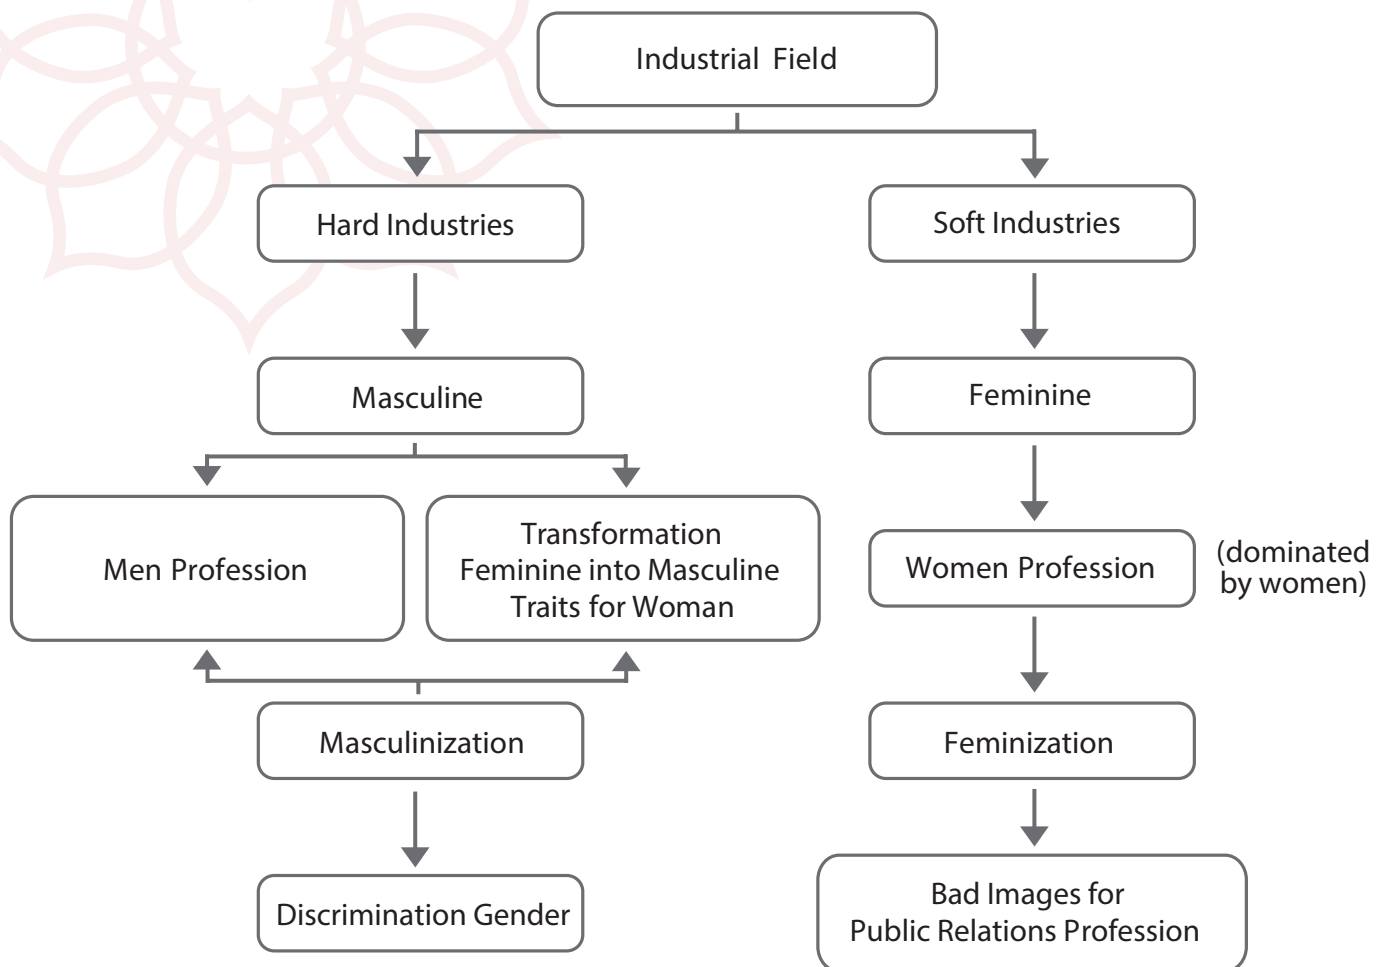 Industrial Field
Hard Industries
Soft Industries
Masculine
Feminine
Men Profession
Transformation
Feminine into Masculine
Traits for Woman
Women Profession
(dominated
by women)
Masculinization
Feminization
Discrimination Gender
Bad Images for
Public Relations Profession